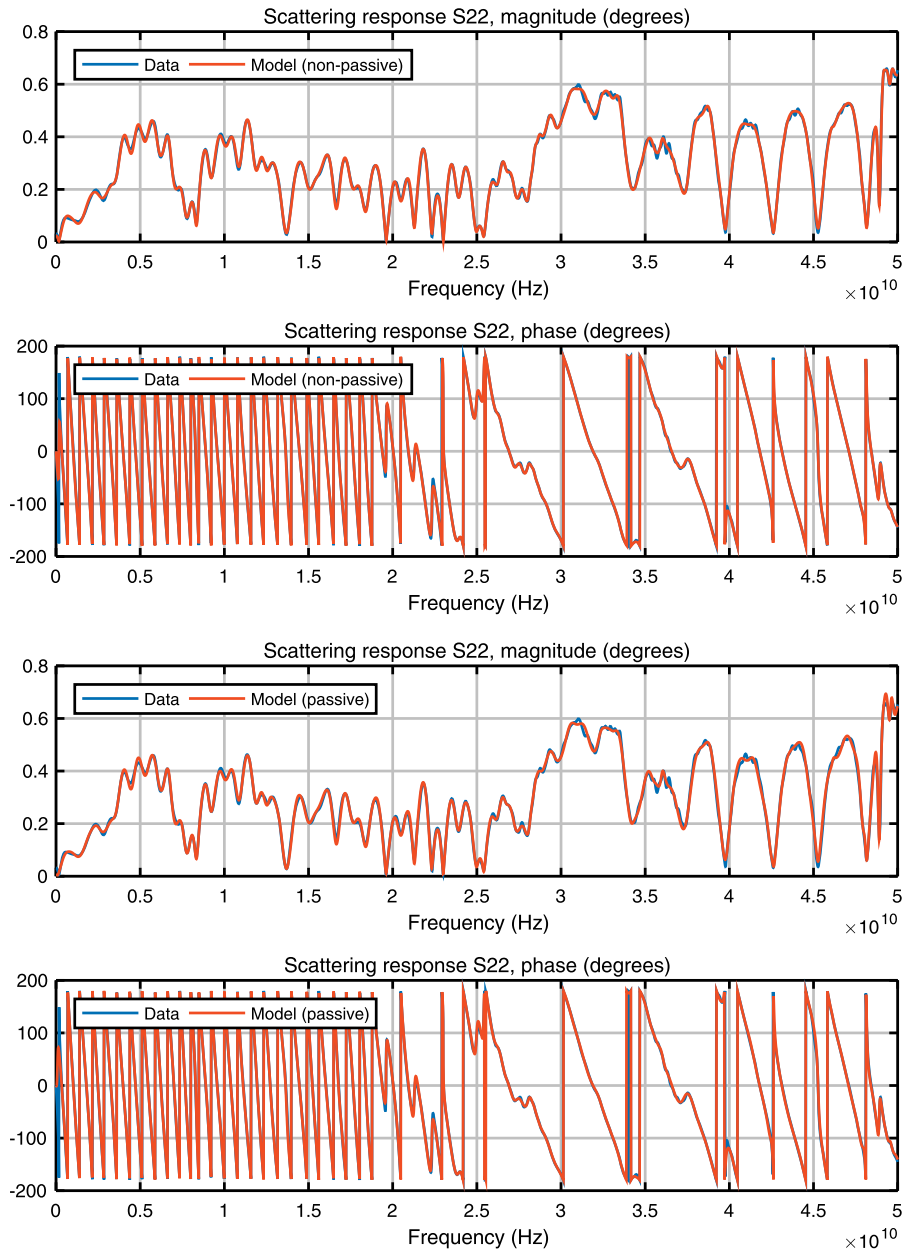 Scattering response S22, magnitude (degrees)
0.8
0.6
0.4
0.2
0
Data Model (non-passive)
0 0.5 1 1.5 2 2.5 3 3.5 4 4.5 5
Frequency (Hz)
×10^10
Scattering response S22, phase (degrees)
200
100
0
-100
-200
Data Model (non-passive)
0 0.5 1 1.5 2 2.5 3 3.5 4 4.5 5
Frequency (Hz)
×10^10
Scattering response S22, magnitude (degrees)
0.8
0.6
0.4
0.2
0
Data Model (passive)
0 0.5 1 1.5 2 2.5 3 3.5 4 4.5 5
Frequency (Hz)
×10^10
Scattering response S22, phase (degrees)
200
100
0
-100
-200
Data Model (passive)
0 0.5 1 1.5 2 2.5 3 3.5 4 4.5 5
Frequency (Hz)
×10^10